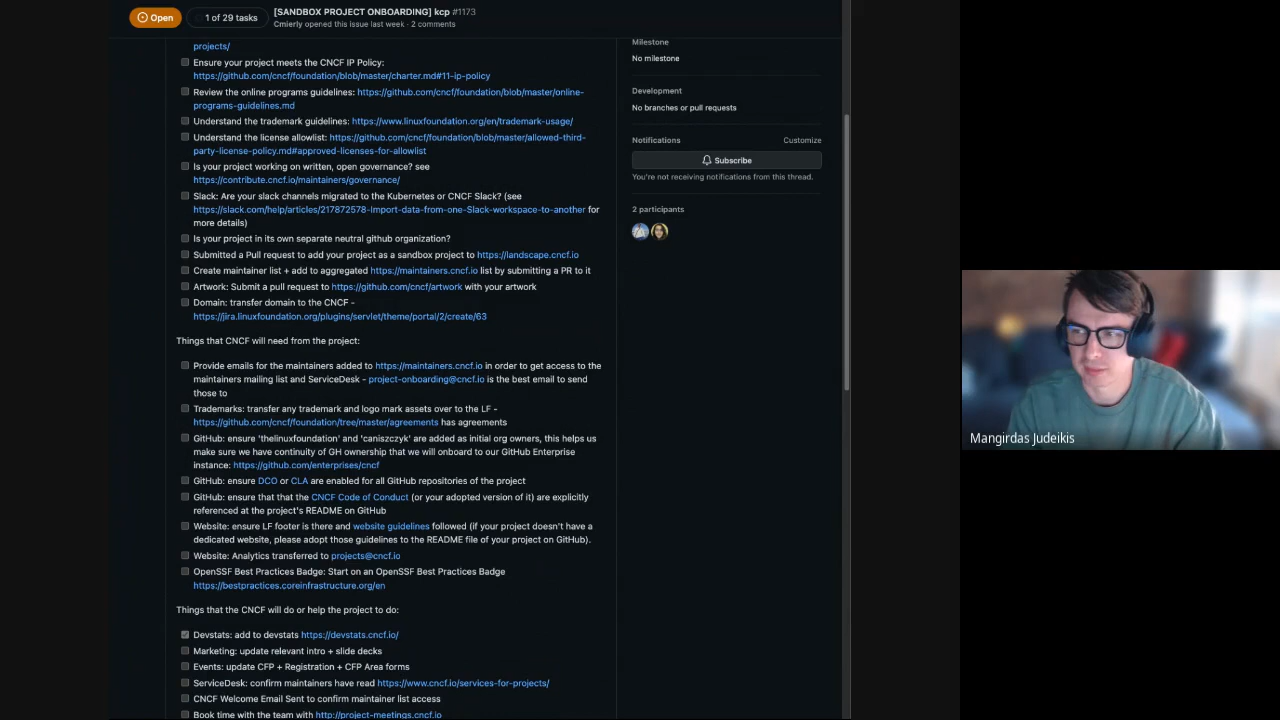 Open
1 of 29 tasks
[SANDBOX PROJECT ONBOARDING] kcp #1173
Cmierly opened this issue last week · 2 comments
projects/
Ensure your project meets the CNCF IP Policy:
https://github.com/cncf/foundation/blob/master/charter.md#11-ip-policy
Review the online programs guidelines: https://github.com/cncf/foundation/blob/master/online-
programs-guidelines.md
Understand the trademark guidelines: https://www.linuxfoundation.org/en/trademark-usage/
Understand the license allowlist: https://github.com/cncf/foundation/blob/master/allowed-third-
party-license-policy.md#approved-licenses-for-allowlist
Is your project working on written, open governance? see
https://contribute.cncf.io/maintainers/governance/
Slack: Are your slack channels migrated to the Kubernetes or CNCF Slack? (see
https://slack.com/help/articles/217872578-Import-data-from-one-Slack-workspace-to-another for
more details)
Is your project in its own separate neutral github organization?
Submitted a Pull request to add your project as a sandbox project to https://landscape.cncf.io
Create maintainer list + add to aggregated https://maintainers.cncf.io list by submitting a PR to it
Artwork: Submit a pull request to https://github.com/cncf/artwork with your artwork
Domain: transfer domain to the CNCF -
https://jira.linuxfoundation.org/plugins/servlet/theme/portal/2/create/63
Things that CNCF will need from the project:
Provide emails for the maintainers added to https://maintainers.cncf.io in order to get access to the
maintainers mailing list and ServiceDesk - project-onboarding@cncf.io is the best email to send
those to
Trademarks: transfer any trademark and logo mark assets over to the LF -
https://github.com/cncf/foundation/tree/master/agreements has agreements
GitHub: ensure 'thelinuxfoundation' and 'caniszczyk' are added as initial org owners, this helps us
make sure we have continuity of GH ownership that we will onboard to our GitHub Enterprise
instance: https://github.com/enterprises/cncf
GitHub: ensure DCO or CLA are enabled for all GitHub repositories of the project
GitHub: ensure that that the CNCF Code of Conduct (or your adopted version of it) are explicitly
referenced at the project's README on GitHub
Website: ensure LF footer is there and website guidelines followed (if your project doesn't have a
dedicated website, please adopt those guidelines to the README file of your project on GitHub).
Website: Analytics transferred to projects@cncf.io
OpenSSF Best Practices Badge: Start on an OpenSSF Best Practices Badge
https://bestpractices.coreinfrastructure.org/en
Things that the CNCF will do or help the project to do:
Devstats: add to devstats https://devstats.cncf.io/
Marketing: update relevant intro + slide decks
Events: update CFP + Registration + CFP Area forms
ServiceDesk: confirm maintainers have read https://www.cncf.io/services-for-projects/
CNCF Welcome Email Sent to confirm maintainer list access
Book time with the team with http://project-meetings.cncf.io
Milestone
No milestone
Development
No branches or pull requests
Notifications
Customize
Subscribe
You're not receiving notifications from this thread.
2 participants
Mangirdas Judeikis